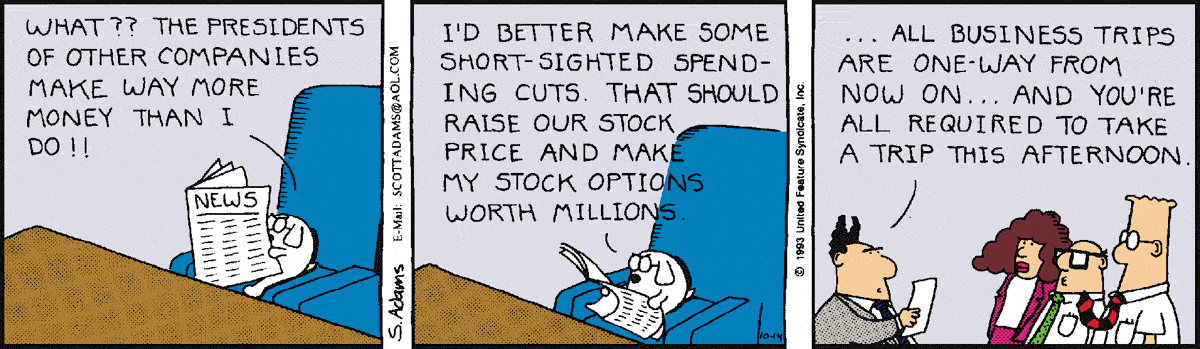 WHAT?? THE PRESIDENTS
OF OTHER COMPANIES
MAKE WAY MORE
MONEY THAN I
DO!!
NEWS
S.Adams E-Mail: SCOTTADAMS@AOL.COM
I'D BETTER MAKE SOME
SHORT-SIGHTED SPEND-
ING CUTS. THAT SHOULD
RAISE OUR STOCK
PRICE AND MAKE
MY STOCK OPTIONS
WORTH MILLIONS.
10-14
© 1993 United Feature Syndicate, Inc.
... ALL BUSINESS TRIPS
ARE ONE-WAY FROM
NOW ON... AND YOU'RE
ALL REQUIRED TO TAKE
A TRIP THIS AFTERNOON.